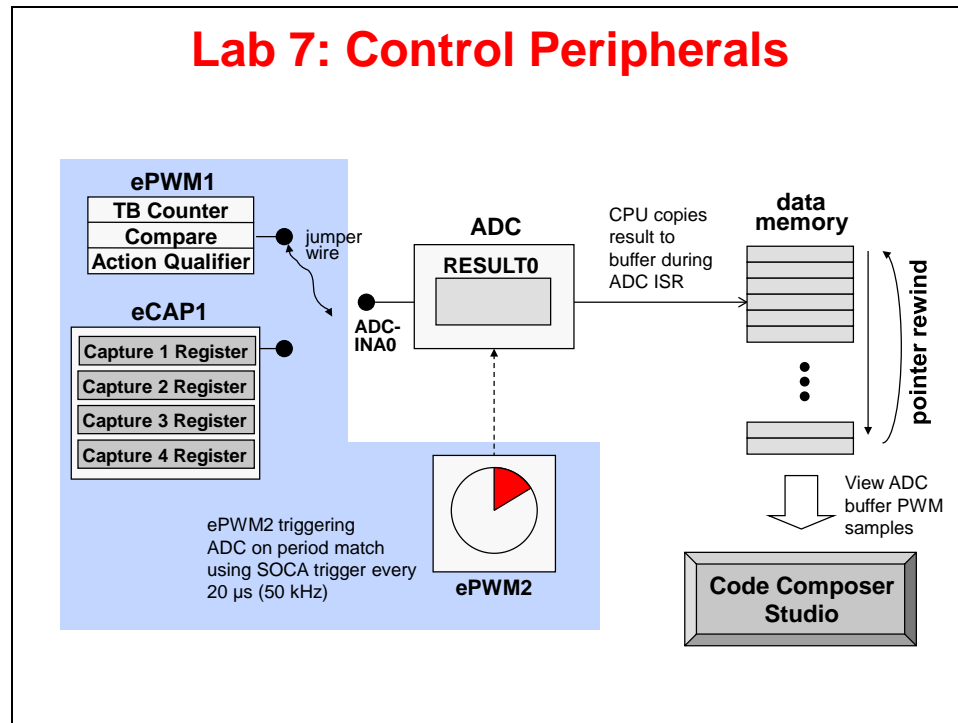 Lab 7: Control Peripherals
ePWM1
TB Counter
Compare
Action Qualifier
jumper
wire
eCAP1
Capture 1 Register
Capture 2 Register
Capture 3 Register
Capture 4 Register
ADC-
INA0
ADC
RESULT0
CPU copies
result to
buffer during
ADC ISR
data
memory
pointer rewind
ePWM2 triggering
ADC on period match
using SOCA trigger every
20 µs (50 kHz)
ePWM2
View ADC
buffer PWM
samples
Code Composer
Studio